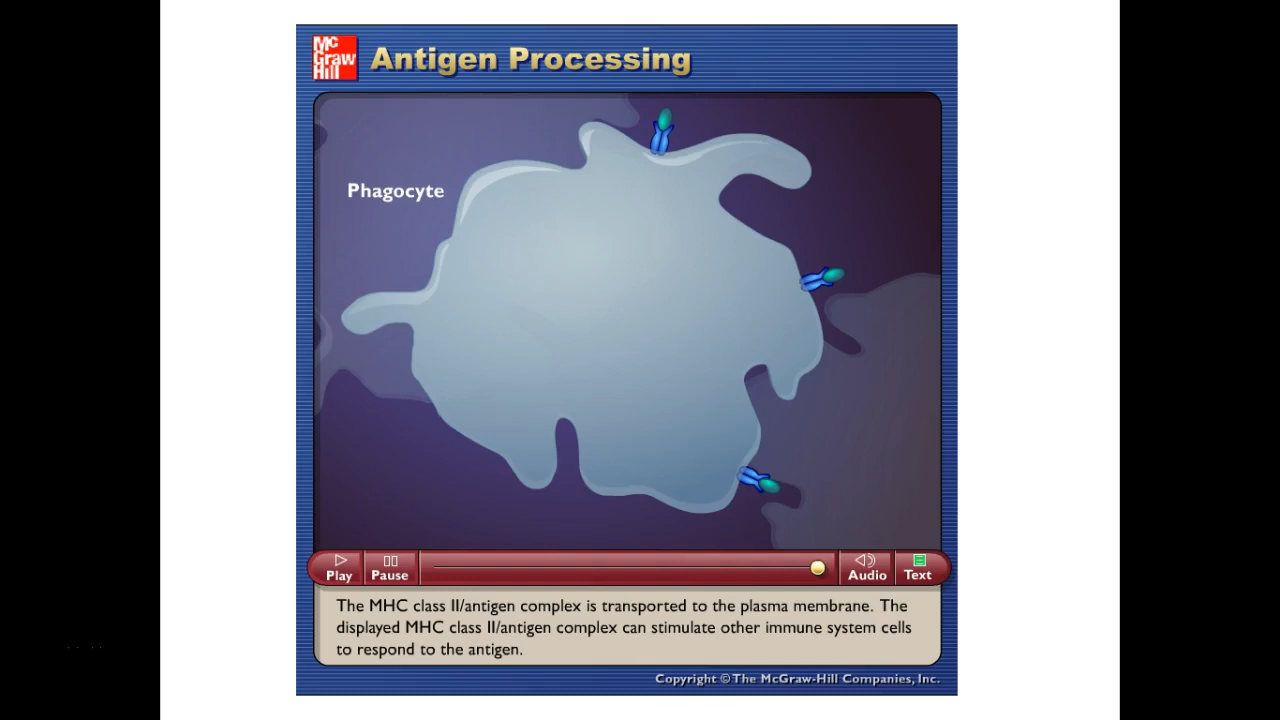 Mc
Graw
Hill
Antigen Processing
Phagocyte
Play
Pause
Audio
Text
The MHC class II/antigen complex is transported to the plasma membrane. The
displayed MHC class II/antigen complex can stimulate other immune system cells
to respond to the antigen.
Copyright © The McGraw-Hill Companies, Inc.